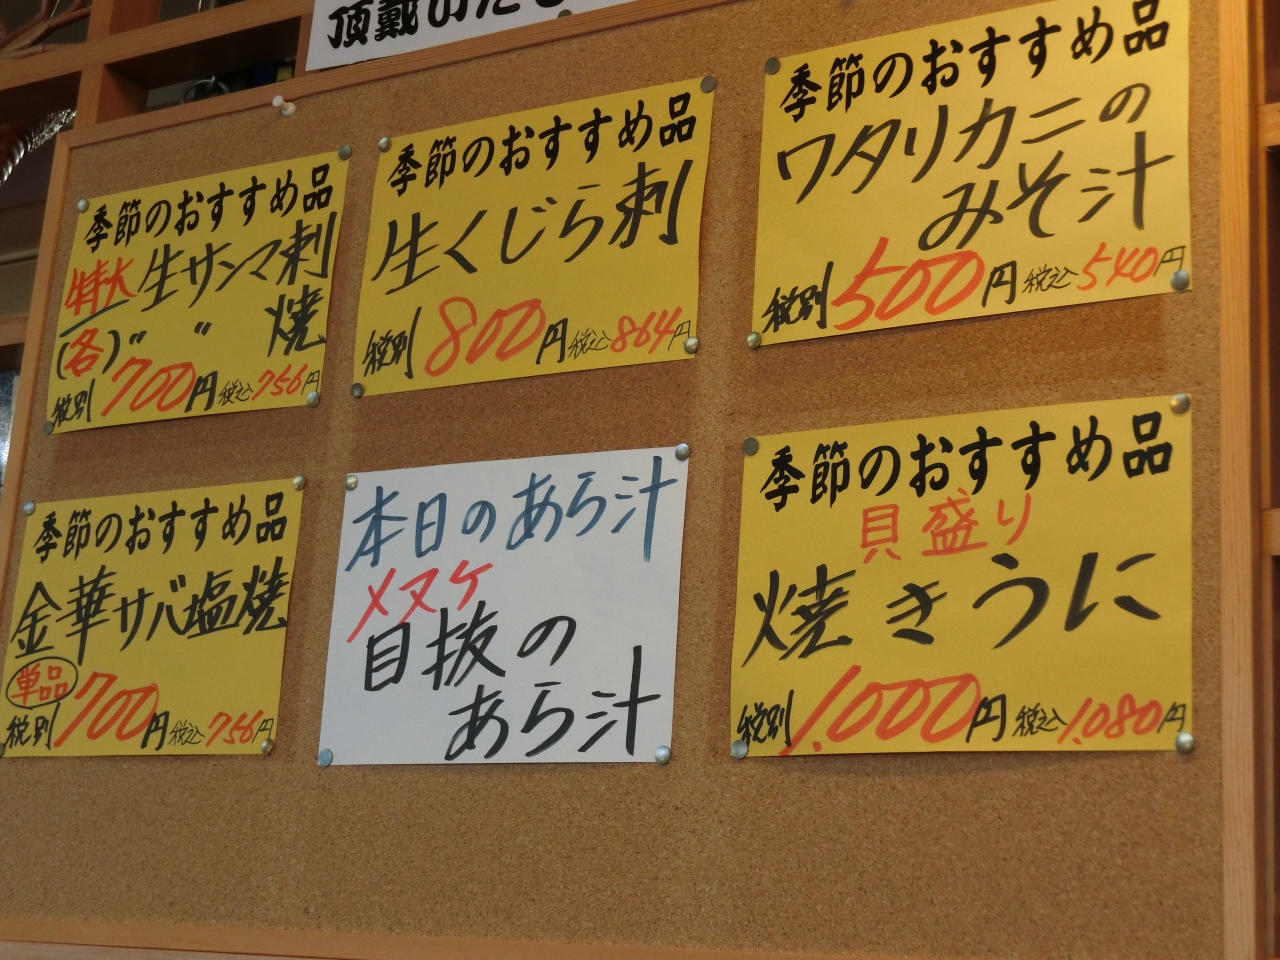 頂戴の
季節のおすすめ品
特大 生サンマ刺
(各) 〃 〃 焼
税別 700円 税込 756円
季節のおすすめ品
生くじら刺
税別 800円 税込 864円
季節のおすすめ品
ワタリカニの
みそ汁
税別 500円 税込 540円
季節のおすすめ品
金華サバ塩焼
単品
税別 700円 税込 756円
本日のあら汁
メヌケ
目抜の
あら汁
季節のおすすめ品
貝盛り
焼きうに
税別 1.000円 税込 1.080円